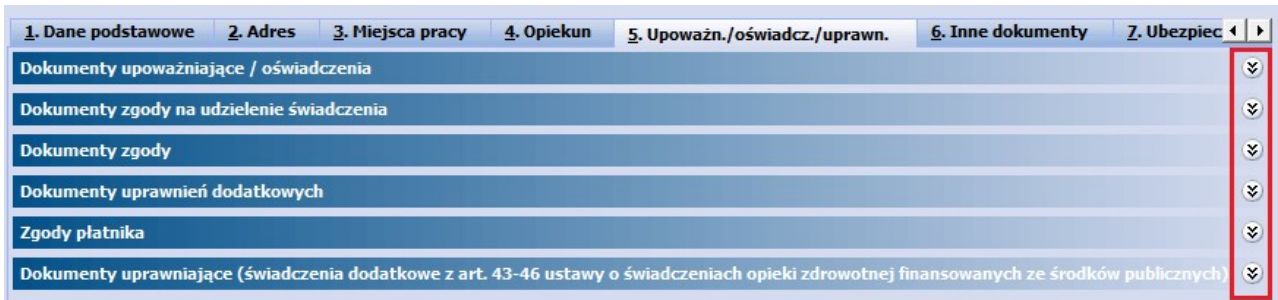 1. Dane podstawowe 2. Adres 3. Miejsca pracy 4. Opiekun 5. Upoważn./oświadcz./uprawn. 6. Inne dokumenty 7. Ubezpiec
Dokumenty upoważniające / oświadczenia
Dokumenty zgody na udzielenie świadczenia
Dokumenty zgody
Dokumenty uprawnień dodatkowych
Zgody płatnika
Dokumenty uprawniające (świadczenia dodatkowe z art. 43-46 ustawy o świadczeniach opieki zdrowotnej finansowanych ze środków publicznych)